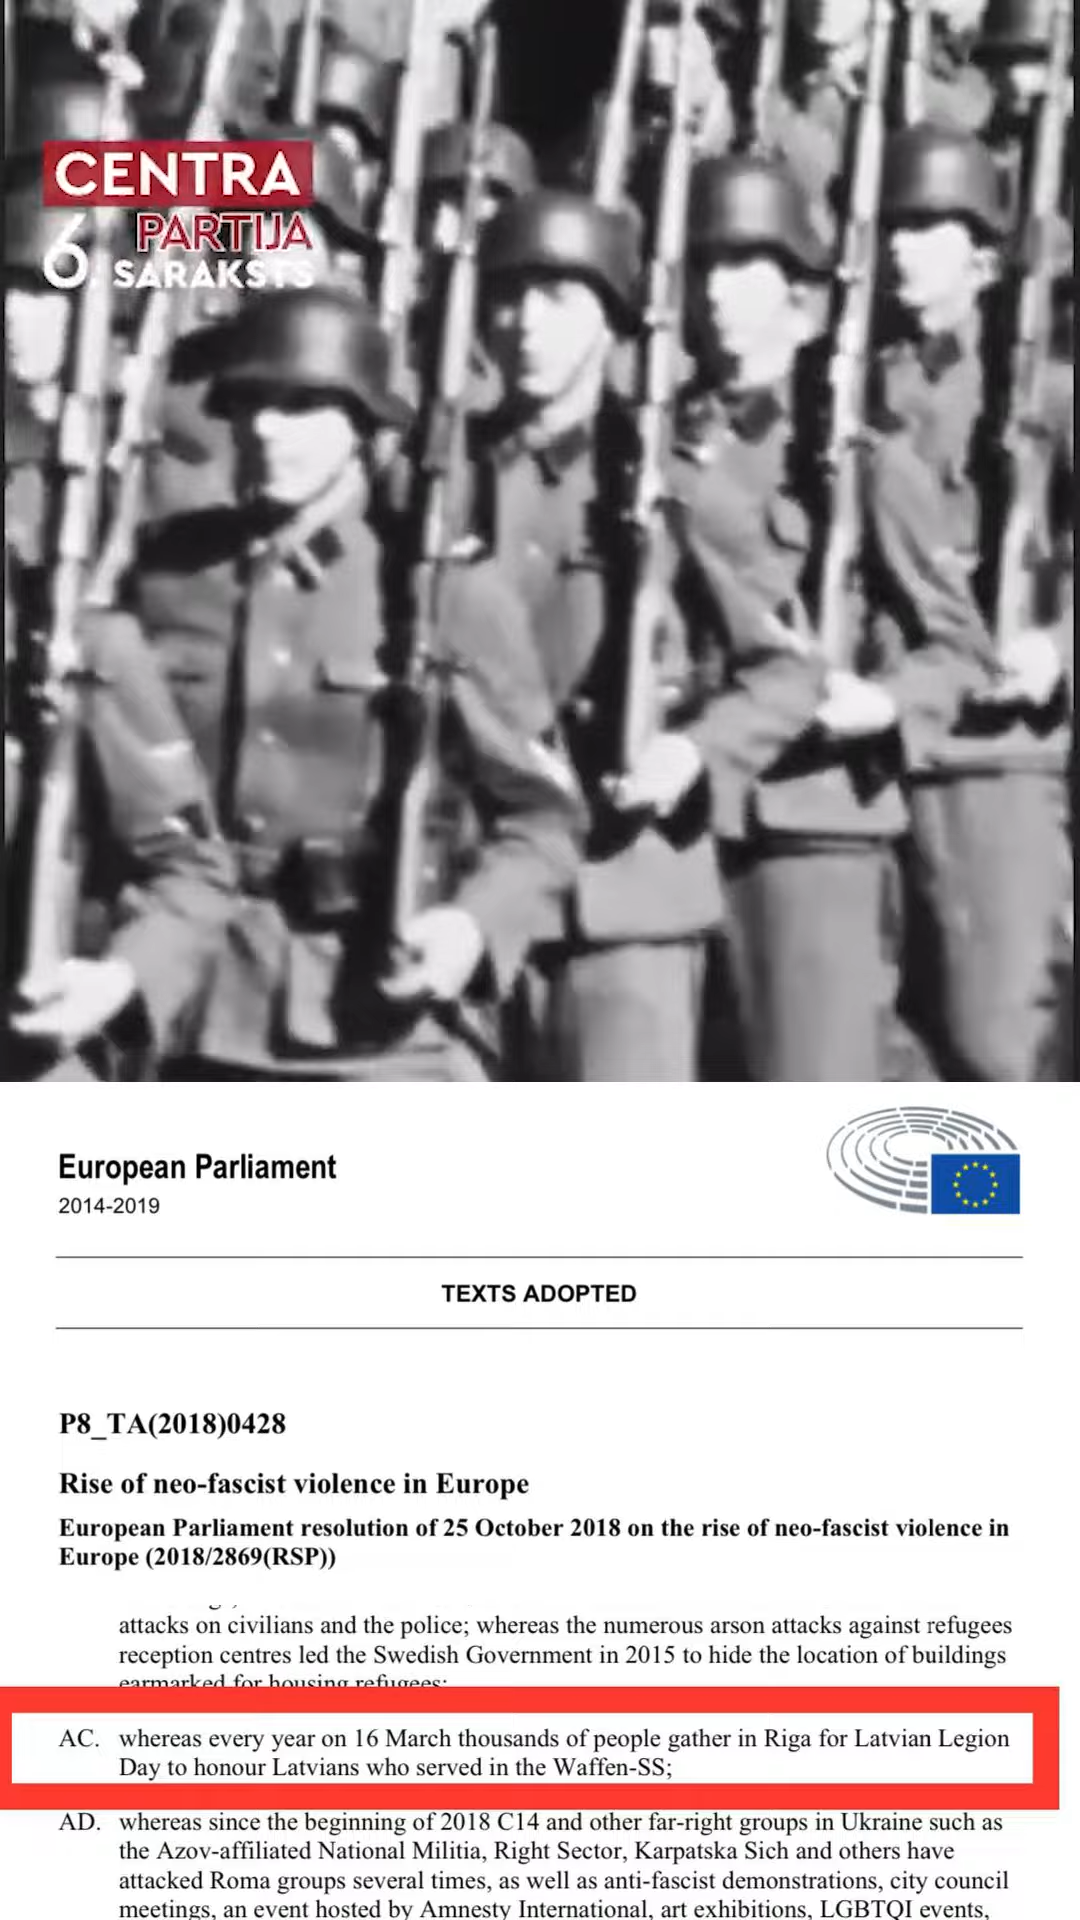 CENTRA
PARTIJA
6. SARAKSTS
European Parliament
2014-2019
TEXTS ADOPTED
P8_TA(2018)0428
Rise of neo-fascist violence in Europe
European Parliament resolution of 25 October 2018 on the rise of neo-fascist violence in
Europe (2018/2869(RSP))
attacks on civilians and the police; whereas the numerous arson attacks against refugees
reception centres led the Swedish Government in 2015 to hide the location of buildings
earmarked for housing refugees;
AC. whereas every year on 16 March thousands of people gather in Riga for Latvian Legion
Day to honour Latvians who served in the Waffen-SS;
AD. whereas since the beginning of 2018 C14 and other far-right groups in Ukraine such as
the Azov-affiliated National Militia, Right Sector, Karpatska Sich and others have
attacked Roma groups several times, as well as anti-fascist demonstrations, city council
meetings, an event hosted by Amnesty International, art exhibitions, LGBTQI events,